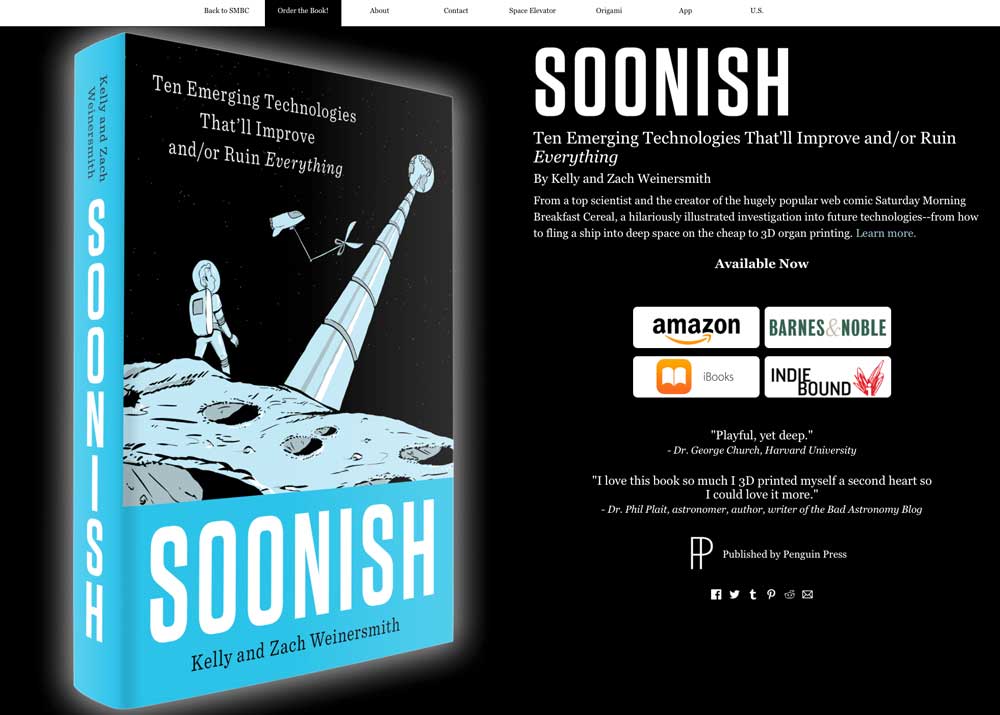 Back to SMBC
Order the Book!
About
Contact
Space Elevator
Origami
App
U.S.
Kelly and Zach
Weinersmith
SOONISH
Ten Emerging Technologies
That'll Improve
and/or Ruin Everything
SOONISH
Kelly and Zach Weinersmith
SOONISH
Ten Emerging Technologies That'll Improve and/or Ruin
Everything
By Kelly and Zach Weinersmith
From a top scientist and the creator of the hugely popular web comic Saturday Morning
Breakfast Cereal, a hilariously illustrated investigation into future technologies--from how
to fling a ship into deep space on the cheap to 3D organ printing. Learn more.
Available Now
amazon
BARNES&NOBLE
iBooks
INDIE
BOUND
"Playful, yet deep."
- Dr. George Church, Harvard University
"I love this book so much I 3D printed myself a second heart so
I could love it more."
- Dr. Phil Plait, astronomer, author, writer of the Bad Astronomy Blog
Published by Penguin Press